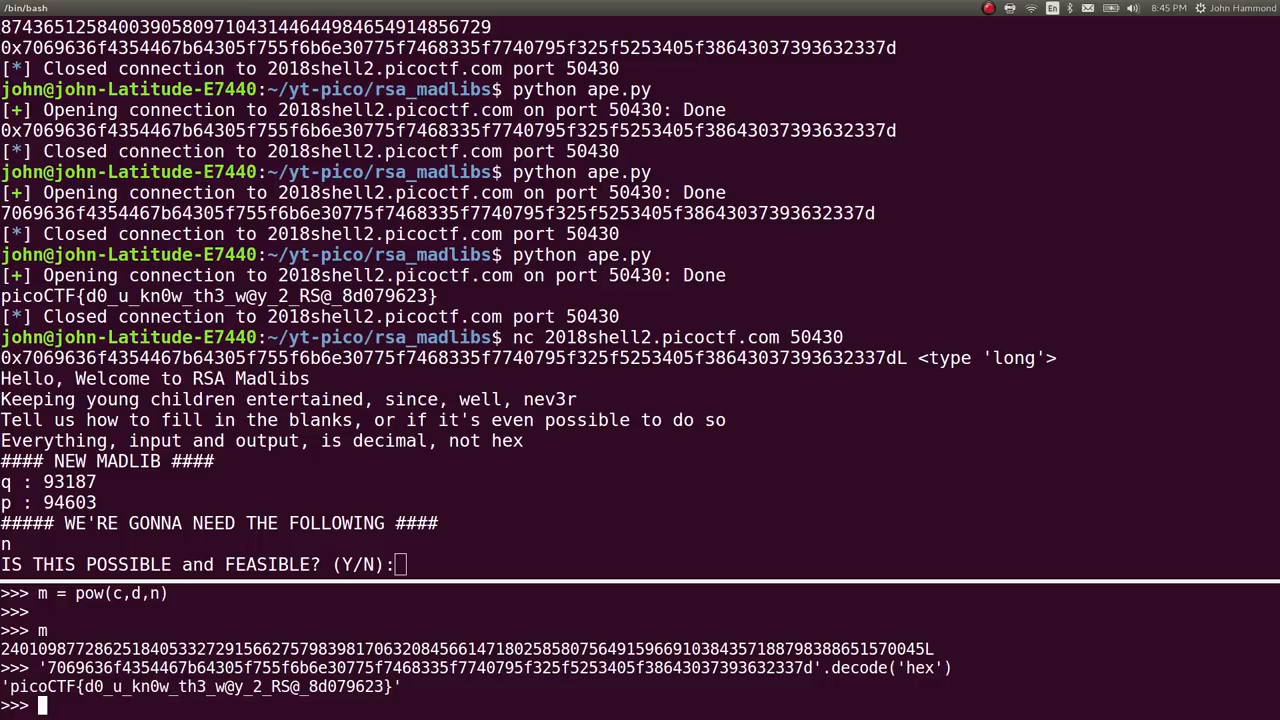 /bin/bash
En
8:45 PM
John Hammond
87436512584003905809710431446449846549148​56729
0x7069636f4354467b64305f755f6b6e30775f7468335f7740795f325f5253405f38643037393632337d
[*] Closed connection to 2018shell2.picoctf.com port 50430
john@john-Latitude-E7440:~/yt-pico/rsa_madlibs$ python ape.py
[+] Opening connection to 2018shell2.picoctf.com on port 50430: Done
0x7069636f4354467b64305f755f6b6e30775f7468335f7740795f325f5253405f38643037393632337d
[*] Closed connection to 2018shell2.picoctf.com port 50430
john@john-Latitude-E7440:~/yt-pico/rsa_madlibs$ python ape.py
[+] Opening connection to 2018shell2.picoctf.com on port 50430: Done
7069636f4354467b64305f755f6b6e30775f7468335f7740795f325f5253405f38643037393632337d
[*] Closed connection to 2018shell2.picoctf.com port 50430
john@john-Latitude-E7440:~/yt-pico/rsa_madlibs$ python ape.py
[+] Opening connection to 2018shell2.picoctf.com on port 50430: Done
picoCTF{d0_u_kn0w_th3_w@y_2_RS@_8d079623}
[*] Closed connection to 2018shell2.picoctf.com port 50430
john@john-Latitude-E7440:~/yt-pico/rsa_madlibs$ nc 2018shell2.picoctf.com 50430
0x7069636f4354467b64305f755f6b6e30775f7468335f7740795f325f5253405f38643037393632337dL <type 'long'>
Hello, Welcome to RSA Madlibs
Keeping young children entertained, since, well, nev3r
Tell us how to fill in the blanks, or if it's even possible to do so
Everything, input and output, is decimal, not hex
#### NEW MADLIB ####
q : 93187
p : 94603
##### WE'RE GONNA NEED THE FOLLOWING ####
n
IS THIS POSSIBLE and FEASIBLE? (Y/N):
>>> m = pow(c,d,n)
>>>
>>> m
240109877286251840533272915662757983981706320845661471802585807564915966910384357188798388651570045L
>>> '7069636f4354467b64305f755f6b6e30775f7468335f7740795f325f5253405f38643037393632337d'.decode('hex')
'picoCTF{d0_u_kn0w_th3_w@y_2_RS@_8d079623}'
>>>